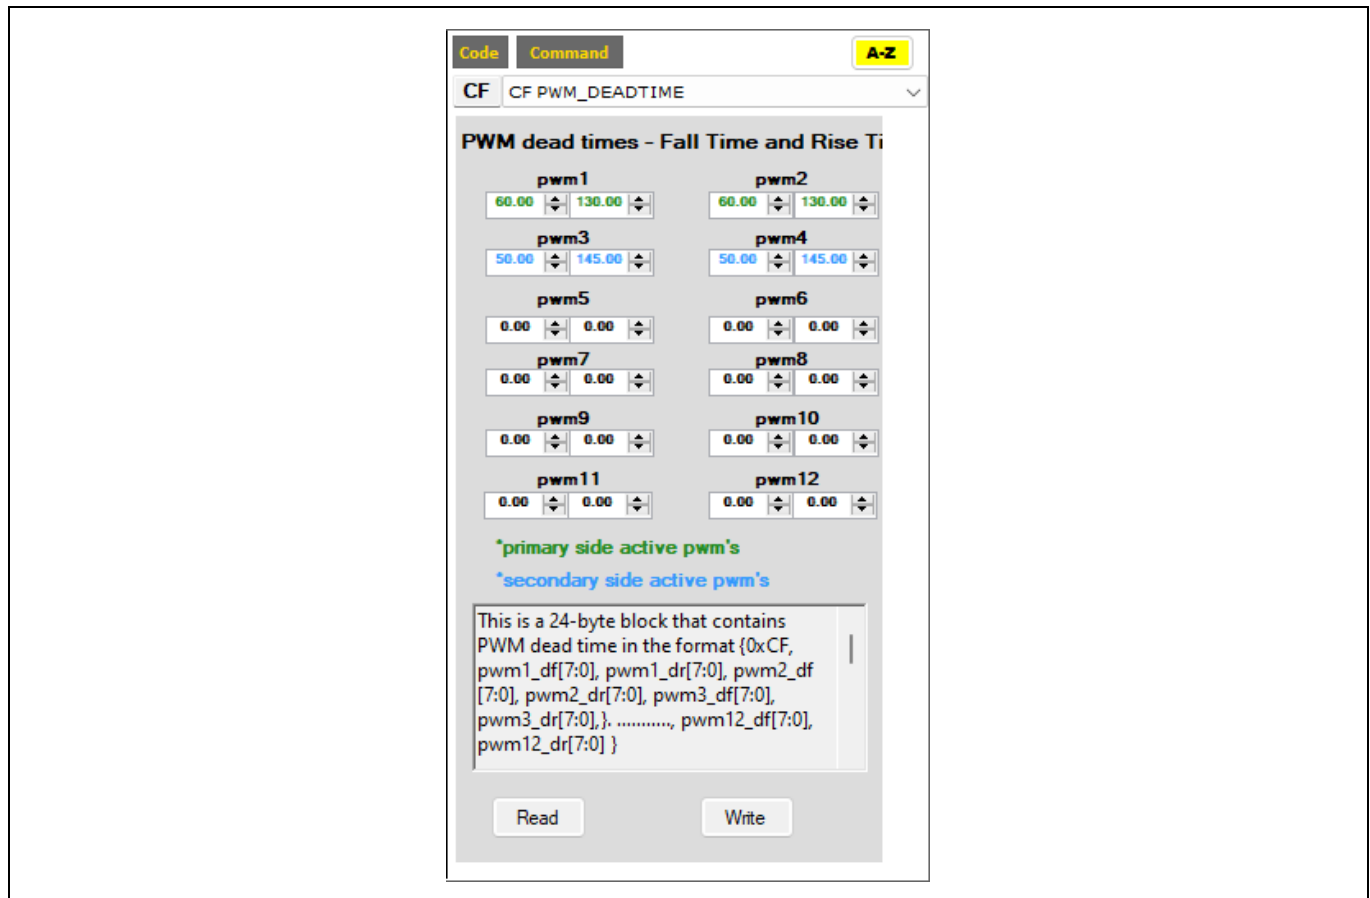 Code Command A-Z
CF CF PWM_DEADTIME
PWM dead times - Fall Time and Rise Ti
pwm1 pwm2
60.00 130.00 60.00 130.00
pwm3 pwm4
50.00 145.00 50.00 145.00
pwm5 pwm6
0.00 0.00 0.00 0.00
pwm7 pwm8
0.00 0.00 0.00 0.00
pwm9 pwm10
0.00 0.00 0.00 0.00
pwm11 pwm12
0.00 0.00 0.00 0.00
*primary side active pwm's
*secondary side active pwm's
This is a 24-byte block that contains
PWM dead time in the format {0xCF,
pwm1_df[7:0], pwm1_dr[7:0], pwm2_df
[7:0], pwm2_dr[7:0], pwm3_df[7:0],
pwm3_dr[7:0],}. ..........., pwm12_df[7:0],
pwm12_dr[7:0] }
Read Write